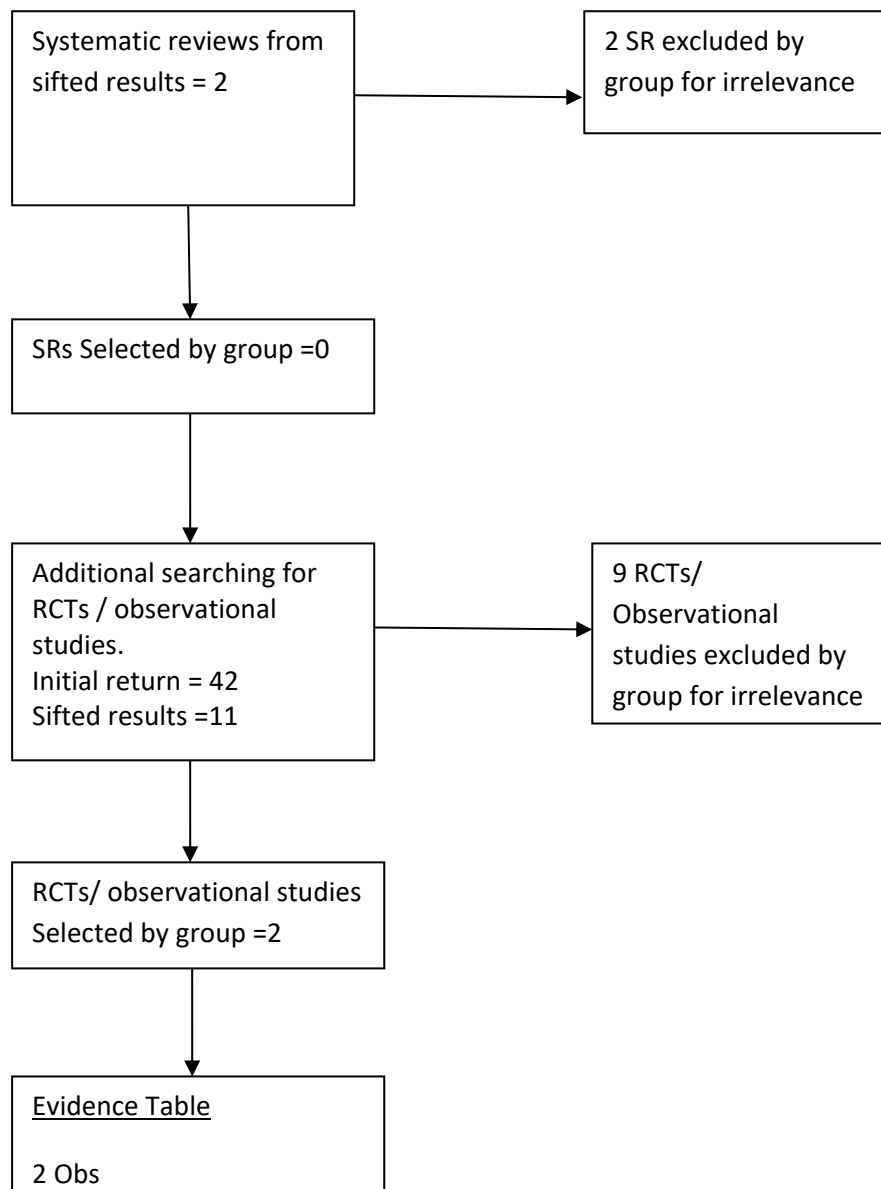 Systematic reviews from
sifted results = 2
2 SR excluded by
group for irrelevance
SRs Selected by group =0
Additional searching for
RCTs / observational
studies.
Initial return = 42
Sifted results =11
9 RCTs/
Observational
studies excluded by
group for irrelevance
RCTs/ observational studies
Selected by group =2
Evidence Table
2 Obs